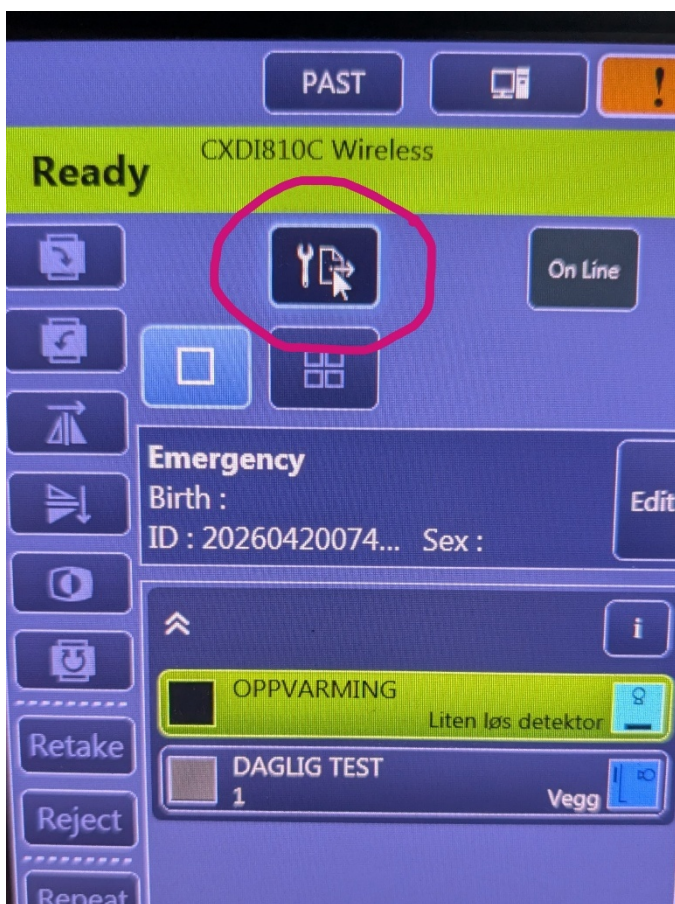 PAST
!
CXDI810C Wireless
Ready
On Line
Emergency
Birth :
Edit
ID : 20260420074... Sex :
i
OPPVARMING
Liten løs detektor
Retake
DAGLIG TEST
1
Vegg
Reject
Repeat